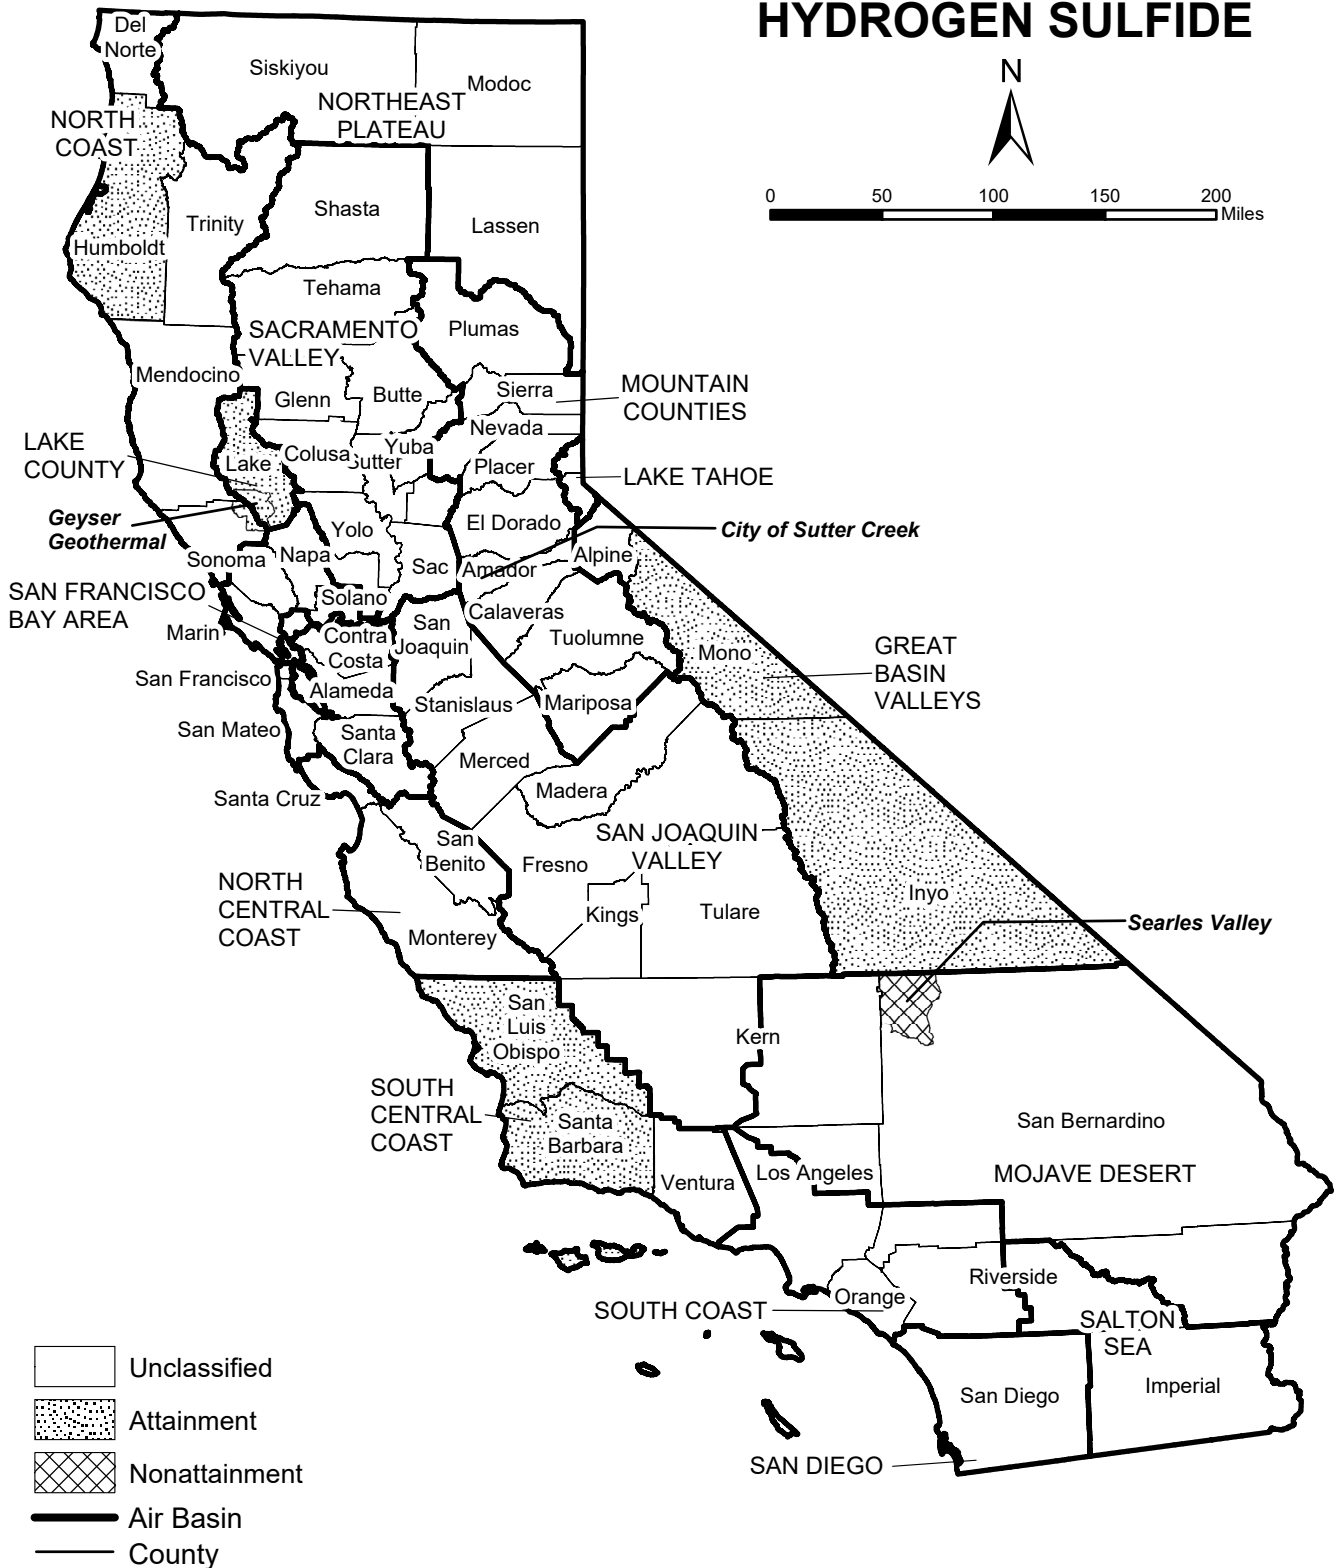 HYDROGEN SULFIDE
N
0 50 100 150 200
Miles
Del
Norte
Siskiyou
Modoc
NORTHEAST
PLATEAU
NORTH
COAST
Shasta
Trinity
Lassen
Humboldt
Tehama
SACRAMENTO
VALLEY
Plumas
Mendocino
Glenn
Butte
Sierra
MOUNTAIN
COUNTIES
Nevada
LAKE
COUNTY
Lake
Colusa
Sutter
Yuba
Placer
LAKE TAHOE
Geyser
Geothermal
Yolo
El Dorado
City of Sutter Creek
Sonoma
Napa
Sac
Amador
Alpine
SAN FRANCISCO
BAY AREA
Solano
Calaveras
Marin
Contra
Costa
San
Joaquin
Tuolumne
Mono
GREAT
BASIN
VALLEYS
San Francisco
Alameda
Stanislaus
Mariposa
San Mateo
Santa
Clara
Merced
Santa Cruz
Madera
SAN JOAQUIN
VALLEY
San
Benito
Fresno
NORTH
CENTRAL
COAST
Kings
Tulare
Inyo
Searles Valley
Monterey
San
Luis
Obispo
Kern
SOUTH
CENTRAL
COAST
Santa
Barbara
San Bernardino
Ventura
Los Angeles
MOJAVE DESERT
Riverside
Orange
SOUTH COAST
SALTON
SEA
San Diego
Imperial
SAN DIEGO
Unclassified
Attainment
Nonattainment
Air Basin
County